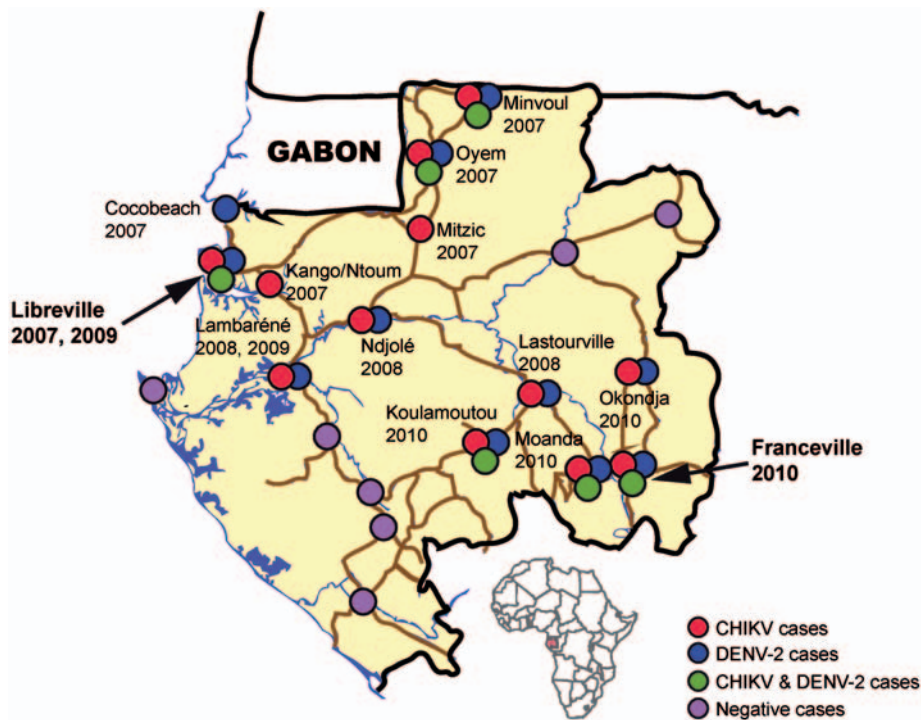 Minvoul
2007
GABON
Oyem
2007
Cocobeach
2007
Mitzic
2007
Kango/Ntoum
2007
Libreville
2007, 2009
Lambaréné
2008, 2009
Ndjolé
2008
Lastourville
2008
Okondja
2010
Koulamoutou
2010
Moanda
2010
Franceville
2010
CHIKV cases
DENV-2 cases
CHIKV & DENV-2 cases
Negative cases